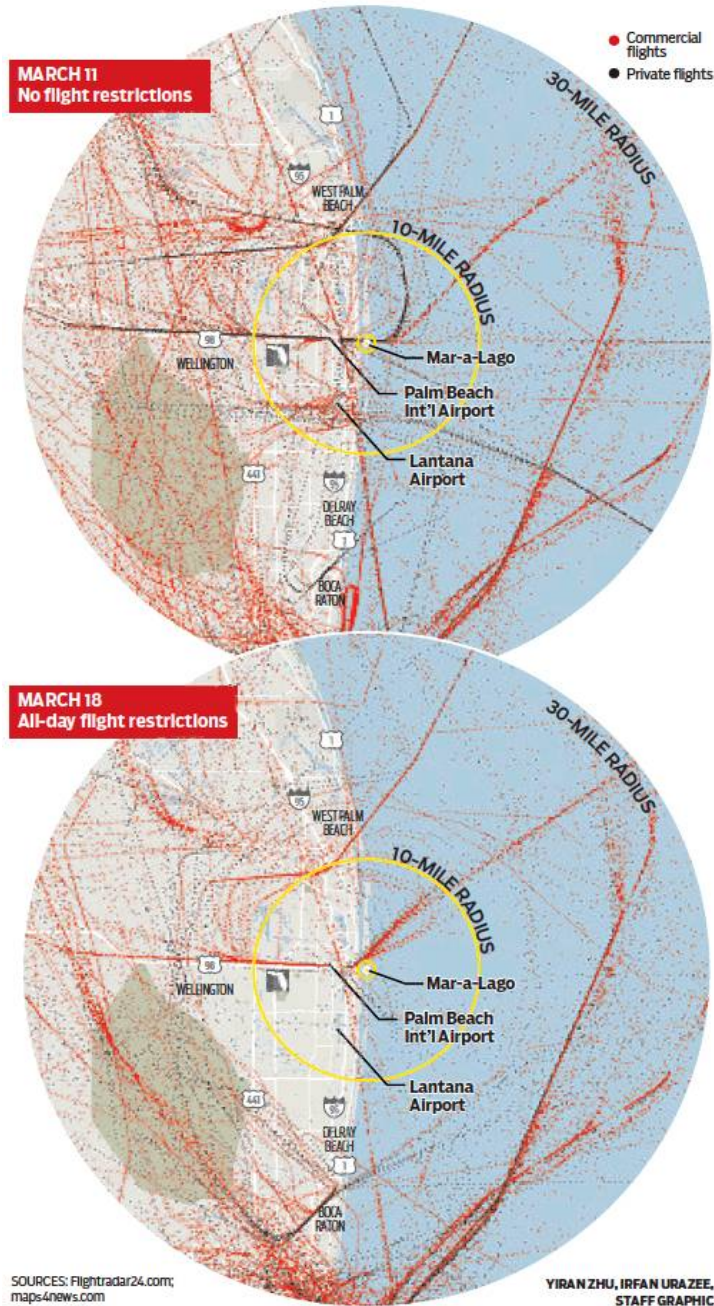 MARCH 11
No flight restrictions
Commercial
flights
Private flights
30-MILE RADIUS
1
95
WEST PALM
BEACH
10-MILE RADIUS
98
WELLINGTON
Mar-a-Lago
Palm Beach
Int'l Airport
Lantana
Airport
441
95
DELRAY
BEACH
1
BOCA
RATON
MARCH 18
All-day flight restrictions
30-MILE RADIUS
1
95
WEST PALM
BEACH
10-MILE RADIUS
98
WELLINGTON
Mar-a-Lago
Palm Beach
Int'l Airport
Lantana
Airport
441
95
DELRAY
BEACH
1
BOCA
RATON
SOURCES: Flightradar24.com;
maps4news.com
YIRAN ZHU, IRFAN URAZEE,
STAFF GRAPHIC